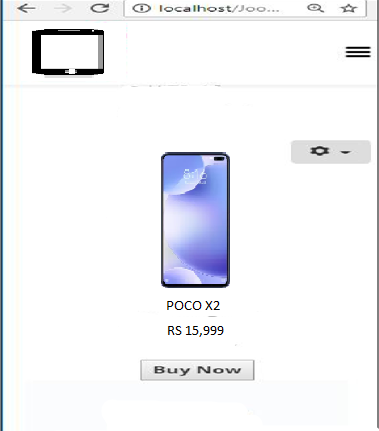 localhost/Joo...
POCO X2
RS 15,999
Buy Now